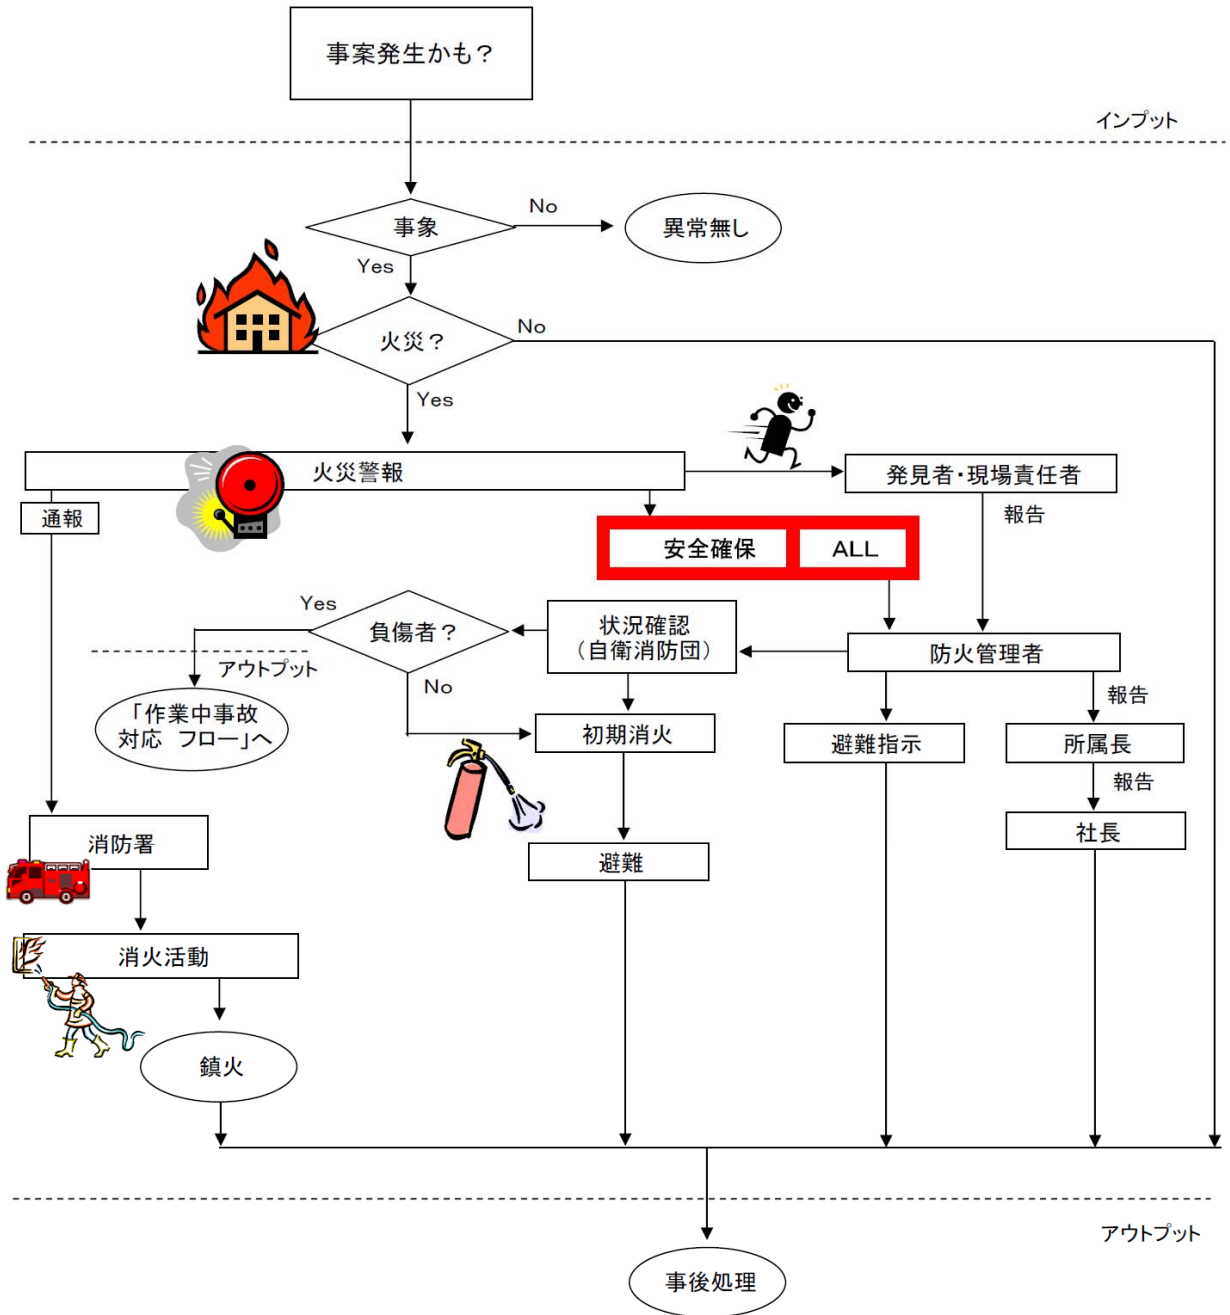 事案発生かも？
インプット
事象
No
異常無し
Yes
火災？
No
Yes
火災警報
発見者・現場責任者
通報
報告
安全確保
ALL
Yes
負傷者？
状況確認
（自衛消防団）
防火管理者
アウトプット
No
報告
「作業中事故
対応　フロー」へ
初期消火
避難指示
所属長
報告
消防署
社長
避難
消火活動
鎮火
アウトプット
事後処理